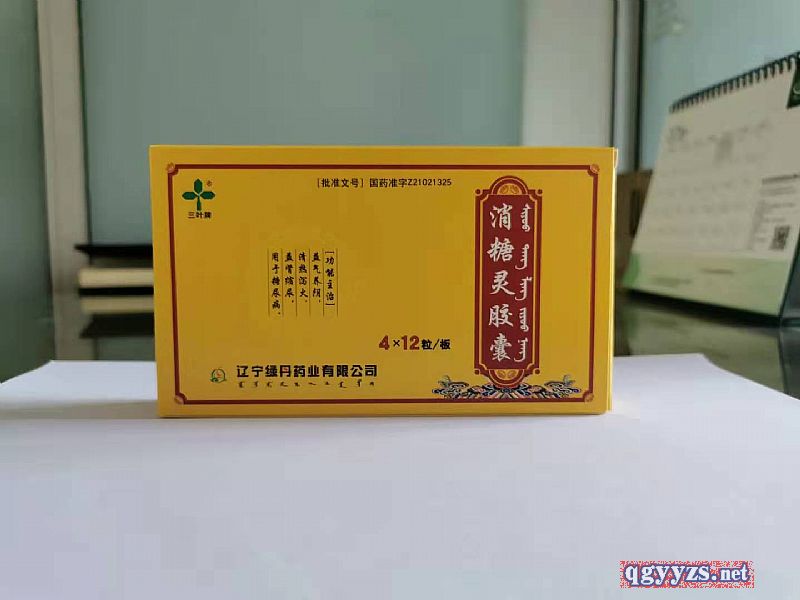 三叶牌
[批准文号] 国药准字Z21021325
消糖灵胶囊
[功能主治]
益气养阴,
清热泻火,
益肾缩尿。
用于糖尿病。
4×12粒/板
辽宁绿丹药业有限公司
qgyyzs.net